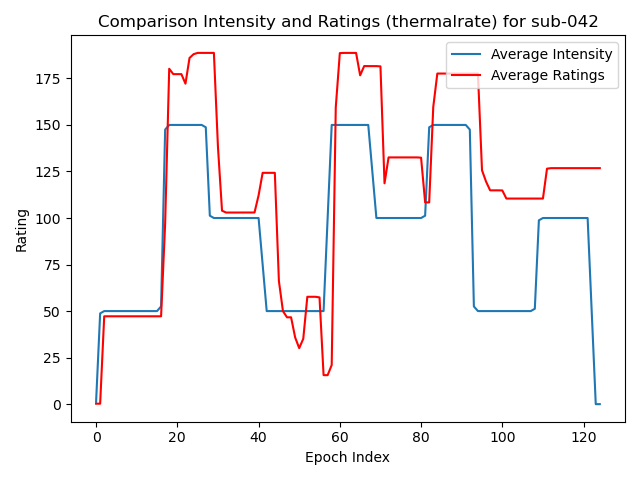 Comparison Intensity and Ratings (thermalrate) for sub-042
Average Intensity
Average Ratings
175
150
125
100
75
50
25
0
Rating
0 20 40 60 80 100 120
Epoch Index